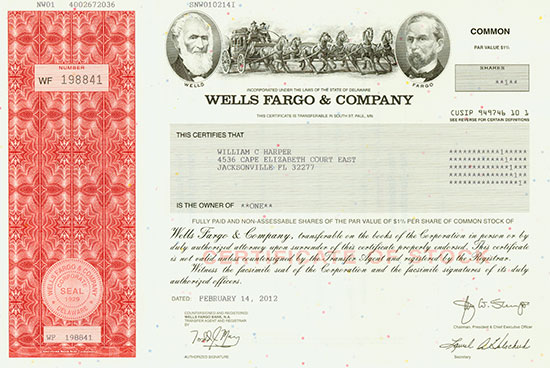 NW01 4002672036 SNW010214I
NUMBER
WF 198841
COMMON
PAR VALUE $1⅔
SHARES
**1**
WELLS
FARGO
INCORPORATED UNDER THE LAWS OF THE STATE OF DELAWARE
WELLS FARGO & COMPANY
THIS CERTIFICATE IS TRANSFERABLE IN SOUTH ST. PAUL, MN
CUSIP 949746 10 1
SEE REVERSE FOR CERTAIN DEFINITIONS
THIS CERTIFIES THAT
WILLIAM C HARPER
4536 CAPE ELIZABETH COURT EAST
JACKSONVILLE FL 32277
IS THE OWNER OF **ONE**
FULLY PAID AND NON-ASSESSABLE SHARES OF THE PAR VALUE OF $1⅔ PER SHARE OF COMMON STOCK OF
Wells Fargo & Company, transferable on the books of the Corporation in person or by
duly authorized attorney upon surrender of this certificate properly endorsed. This certificate
is not valid unless countersigned by the Transfer Agent and registered by the Registrar.
Witness the facsimile seal of the Corporation and the facsimile signatures of its duly
authorized officers.
DATED: FEBRUARY 14, 2012
COUNTERSIGNED AND REGISTERED
WELLS FARGO BANK, N.A.
TRANSFER AGENT AND REGISTRAR
BY
AUTHORIZED SIGNATURE
Chairman, President & Chief Executive Officer
Secretary
WELLS FARGO & COMPANY
SEAL
1929
DELAWARE
WF 198841